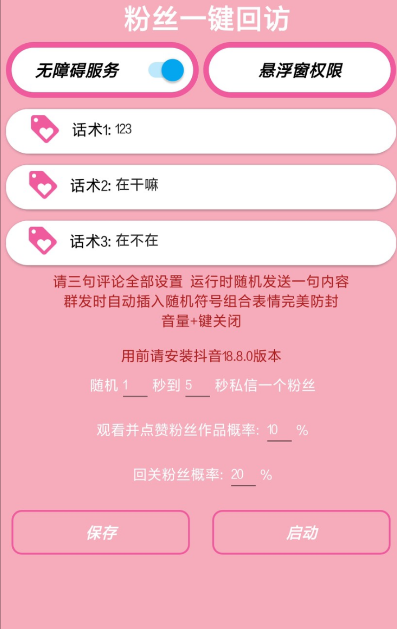 粉丝一键回访
无障碍服务 悬浮窗权限
话术1: 123
话术2: 在干嘛
话术3: 在不在
请三句评论全部设置 运行时随机发送一句内容
群发时自动插入随机符号组合表情完美防封
音量+键关闭
用前请安装抖音18.8.0版本
随机 1 秒到 5 秒私信一个粉丝
观看并点赞粉丝作品概率: 10 %
回关粉丝概率: 20 %
保存 启动